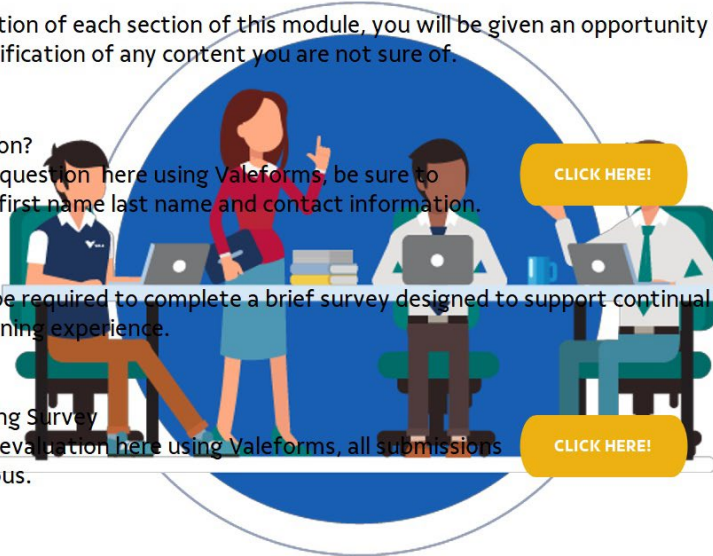 tion of each section of this module, you will be given an opportunity
ification of any content you are not sure of.
on?
question here using Valeforms, be sure to
CLICK HERE!
first name last name and contact information.
be required to complete a brief survey designed to support continual
ning experience.
ng Survey
evaluation here using Valeforms, all submissions
CLICK HERE!
ous.